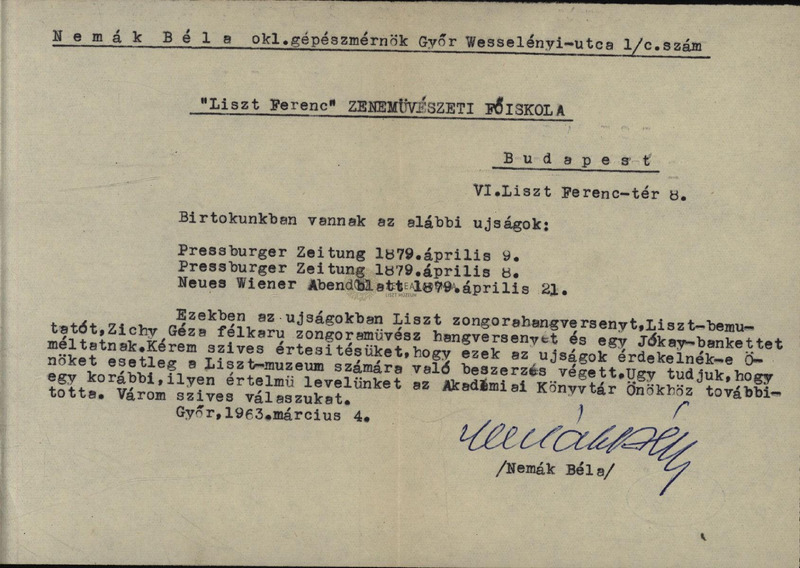 Nemák Béla okl.gépészmérnök Győr Wesselényi-utca 1/c.szám
"Liszt Ferenc" ZENEMÜVÉSZETI FŐISKOLA
Budapest
VI.Liszt Ferenc-tér 8.
Birtokunkban vannak az alábbi ujságok:
Pressburger Zeitung 1879.április 9.
Pressburger Zeitung 1879.április 8.
Neues Wiener Abendblatt 1879.április 21.
Ezekben az ujságokban Liszt zongorahangversenyt,Liszt-bemu-
tatót,Zichy Géza félkaru zongoramüvész hangversenyét és egy Jókay-bankettet
méltatnak.Kérem szives értesitésüket,hogy ezek az ujságok érdekelnék-e Ö-
nöket esetleg a Liszt-muzeum számára való beszerzés végett.Ugy tudjuk,hogy
egy korábbi,ilyen értelmü levelünket az Akadémiai Könyvtár Önökhöz további-
totta. Várom szives válaszukat.
Győr,1963.március 4.
Nemák Béla
/Nemák Béla/